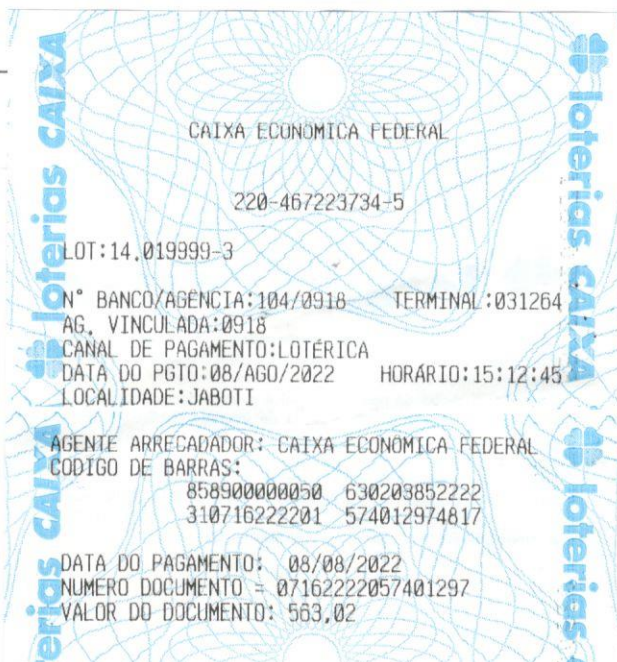 loterias CAIXA
loterias CAIXA
CAIXA ECONOMICA FEDERAL
220-467223734-5
LOT:14.019999-3
N° BANCO/AGÊNCIA:104/0918 TERMINAL:031264
AG. VINCULADA:0918
CANAL DE PAGAMENTO:LOTÉRICA
DATA DO PGTO:08/AGO/2022 HORÁRIO:15:12:45
LOCALIDADE:JABOTI
AGENTE ARRECADADOR: CAIXA ECONOMICA FEDERAL
CODIGO DE BARRAS:
858900000050 630203852222
310716222201 574012974817
DATA DO PAGAMENTO: 08/08/2022
NUMERO DOCUMENTO = 07162222057401297
VALOR DO DOCUMENTO: 563,02
loterias CAIXA
loterias